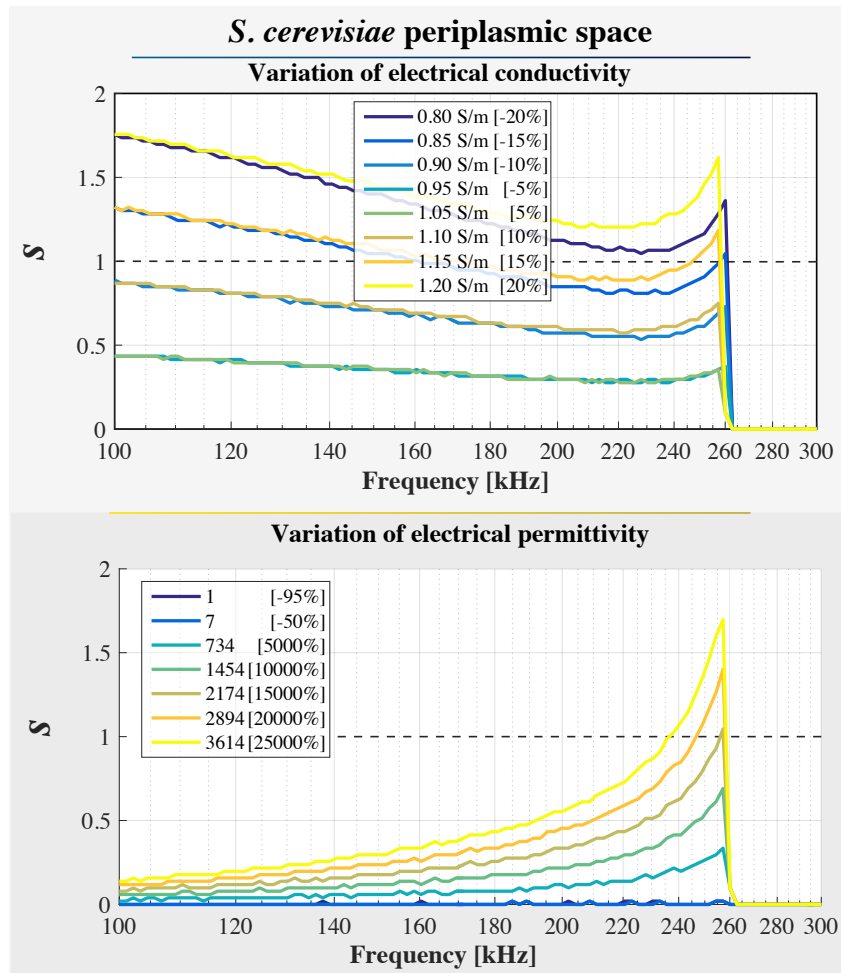 S. cerevisiae periplasmic space
Variation of electrical conductivity
2
1.5
1
0.5
0
S
0.80 S/m [-20%]
0.85 S/m [-15%]
0.90 S/m [-10%]
0.95 S/m [-5%]
1.05 S/m [5%]
1.10 S/m [10%]
1.15 S/m [15%]
1.20 S/m [20%]
100 120 140 160 180 200 220 240 260 280 300
Frequency [kHz]
Variation of electrical permittivity
2
1.5
1
0.5
0
S
1 [-95%]
7 [-50%]
734 [5000%]
1454 [10000%]
2174 [15000%]
2894 [20000%]
3614 [25000%]
100 120 140 160 180 200 220 240 260 280 300
Frequency [kHz]